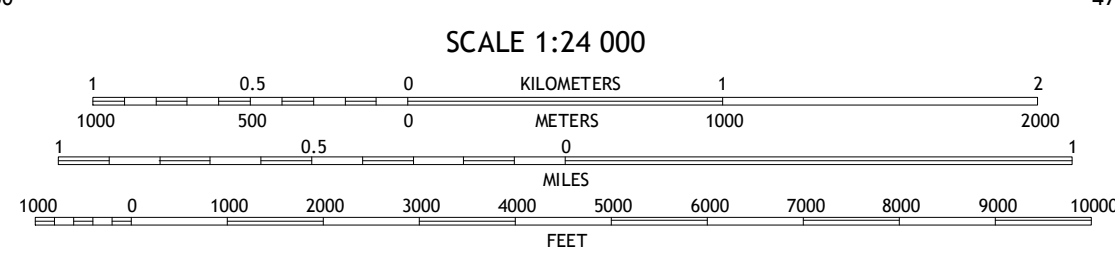 SCALE 1:24 000
1 0.5 0 KILOMETERS 1 2
1000 500 0 METERS 1000 2000
1 0.5 0 1
MILES
1000 0 1000 2000 3000 4000 5000 6000 7000 8000 9000 10000
FEET